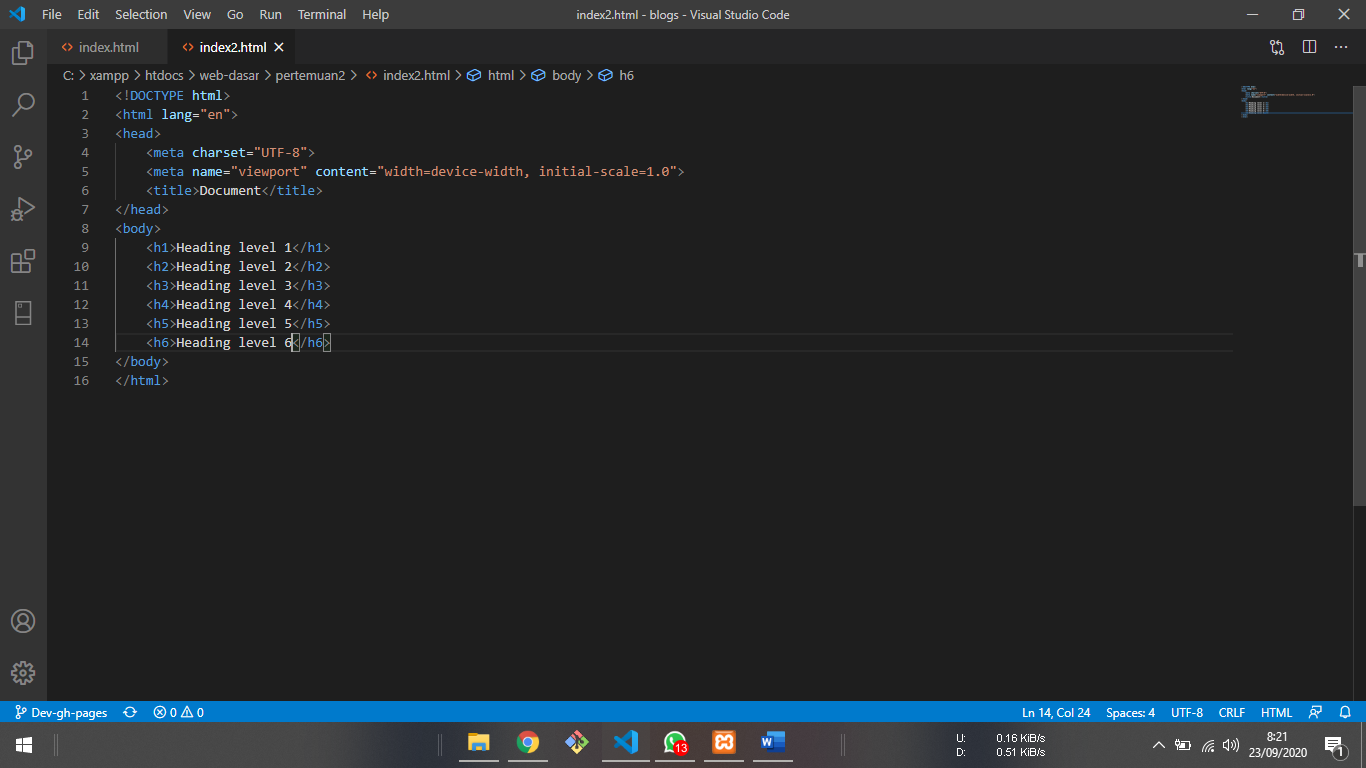 File Edit Selection View Go Run Terminal Help index2.html - blogs - Visual Studio Code
index.html index2.html
C: > xampp > htdocs > web-dasar > pertemuan2 > index2.html > html > body > h6
1 <!DOCTYPE html>
2 <html lang="en">
3 <head>
4     <meta charset="UTF-8">
5     <meta name="viewport" content="width=device-width, initial-scale=1.0">
6     <title>Document</title>
7 </head>
8 <body>
9     <h1>Heading level 1</h1>
10     <h2>Heading level 2</h2>
11     <h3>Heading level 3</h3>
12     <h4>Heading level 4</h4>
13     <h5>Heading level 5</h5>
14     <h6>Heading level 6</h6>
15 </body>
16 </html>
Dev-gh-pages 0 0 Ln 14, Col 24 Spaces: 4 UTF-8 CRLF HTML
13 U: 0.16 KiB/s 8:21
D: 0.51 KiB/s 23/09/2020 1